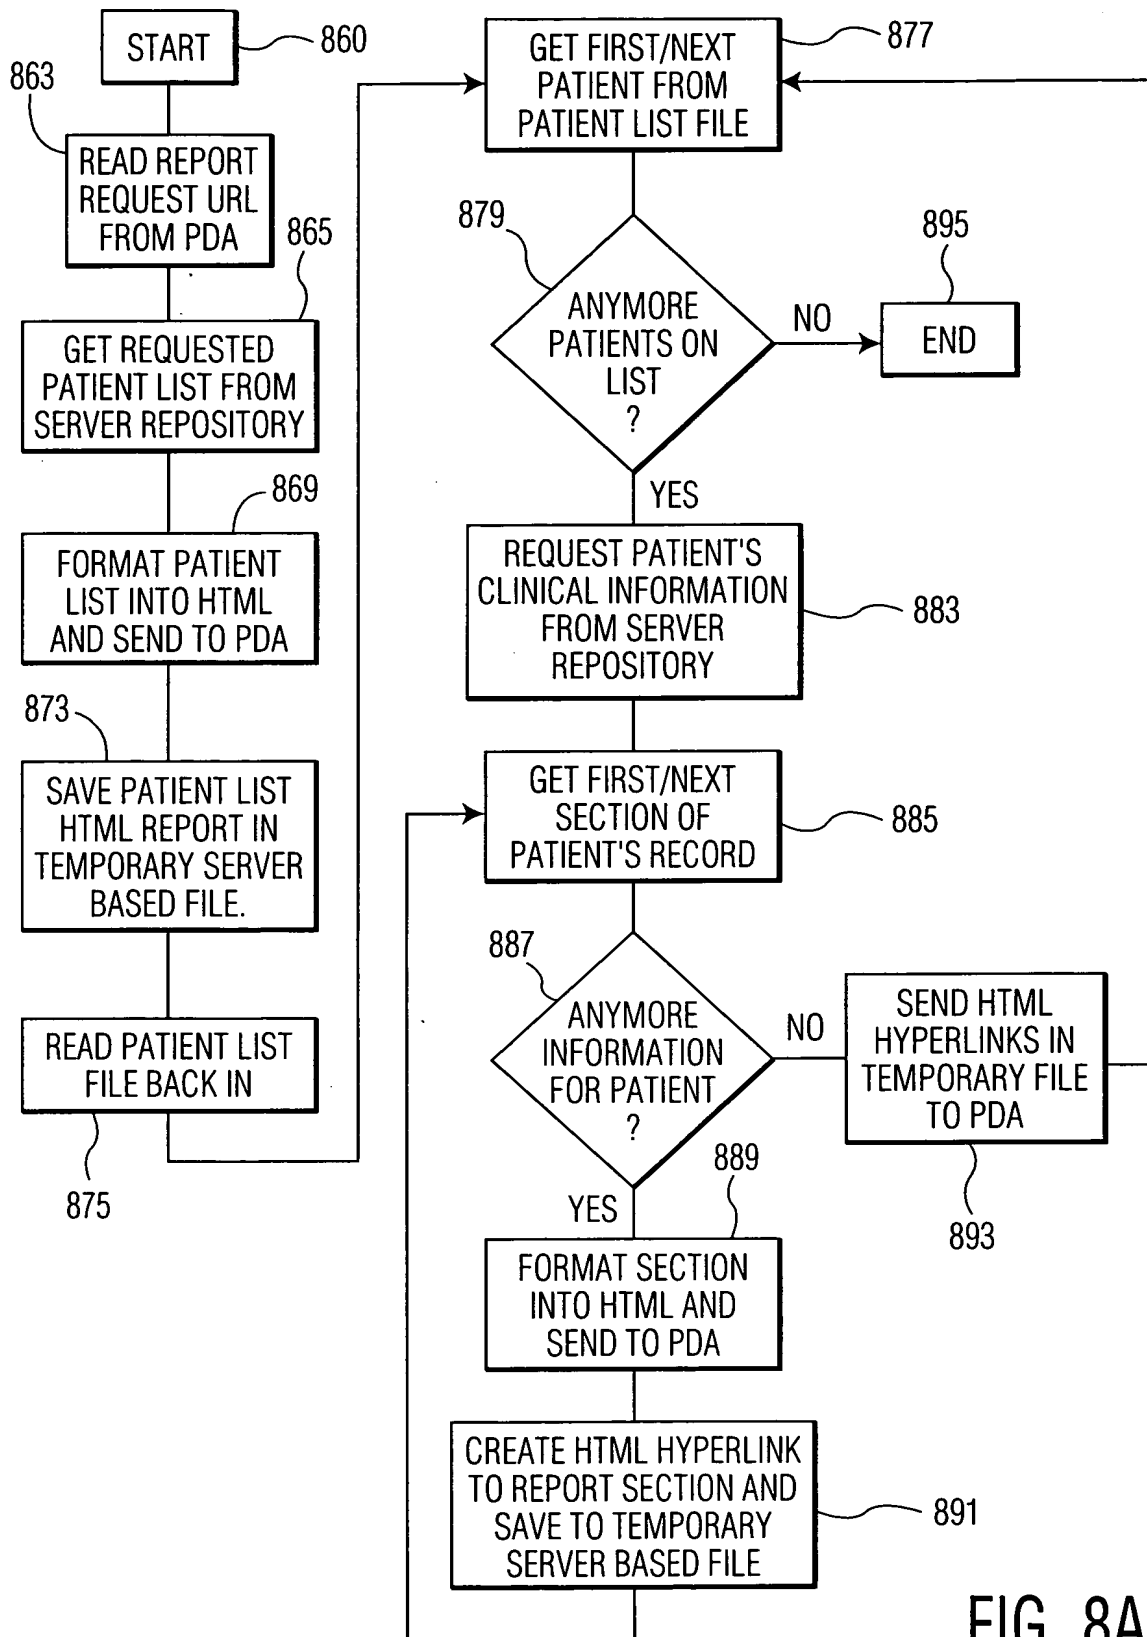 START
860
863
READ REPORT
REQUEST URL
FROM PDA
865
GET REQUESTED
PATIENT LIST FROM
SERVER REPOSITORY
869
FORMAT PATIENT
LIST INTO HTML
AND SEND TO PDA
873
SAVE PATIENT LIST
HTML REPORT IN
TEMPORARY SERVER
BASED FILE.
READ PATIENT LIST
FILE BACK IN
875
GET FIRST/NEXT
PATIENT FROM
PATIENT LIST FILE
877
879
ANYMORE
PATIENTS ON
LIST
?
NO
895
END
YES
REQUEST PATIENT'S
CLINICAL INFORMATION
FROM SERVER
REPOSITORY
883
GET FIRST/NEXT
SECTION OF
PATIENT'S RECORD
885
887
ANYMORE
INFORMATION
FOR PATIENT
?
NO
SEND HTML
HYPERLINKS IN
TEMPORARY FILE
TO PDA
893
YES
889
FORMAT SECTION
INTO HTML AND
SEND TO PDA
CREATE HTML HYPERLINK
TO REPORT SECTION AND
SAVE TO TEMPORARY
SERVER BASED FILE
891
FIG. 8A